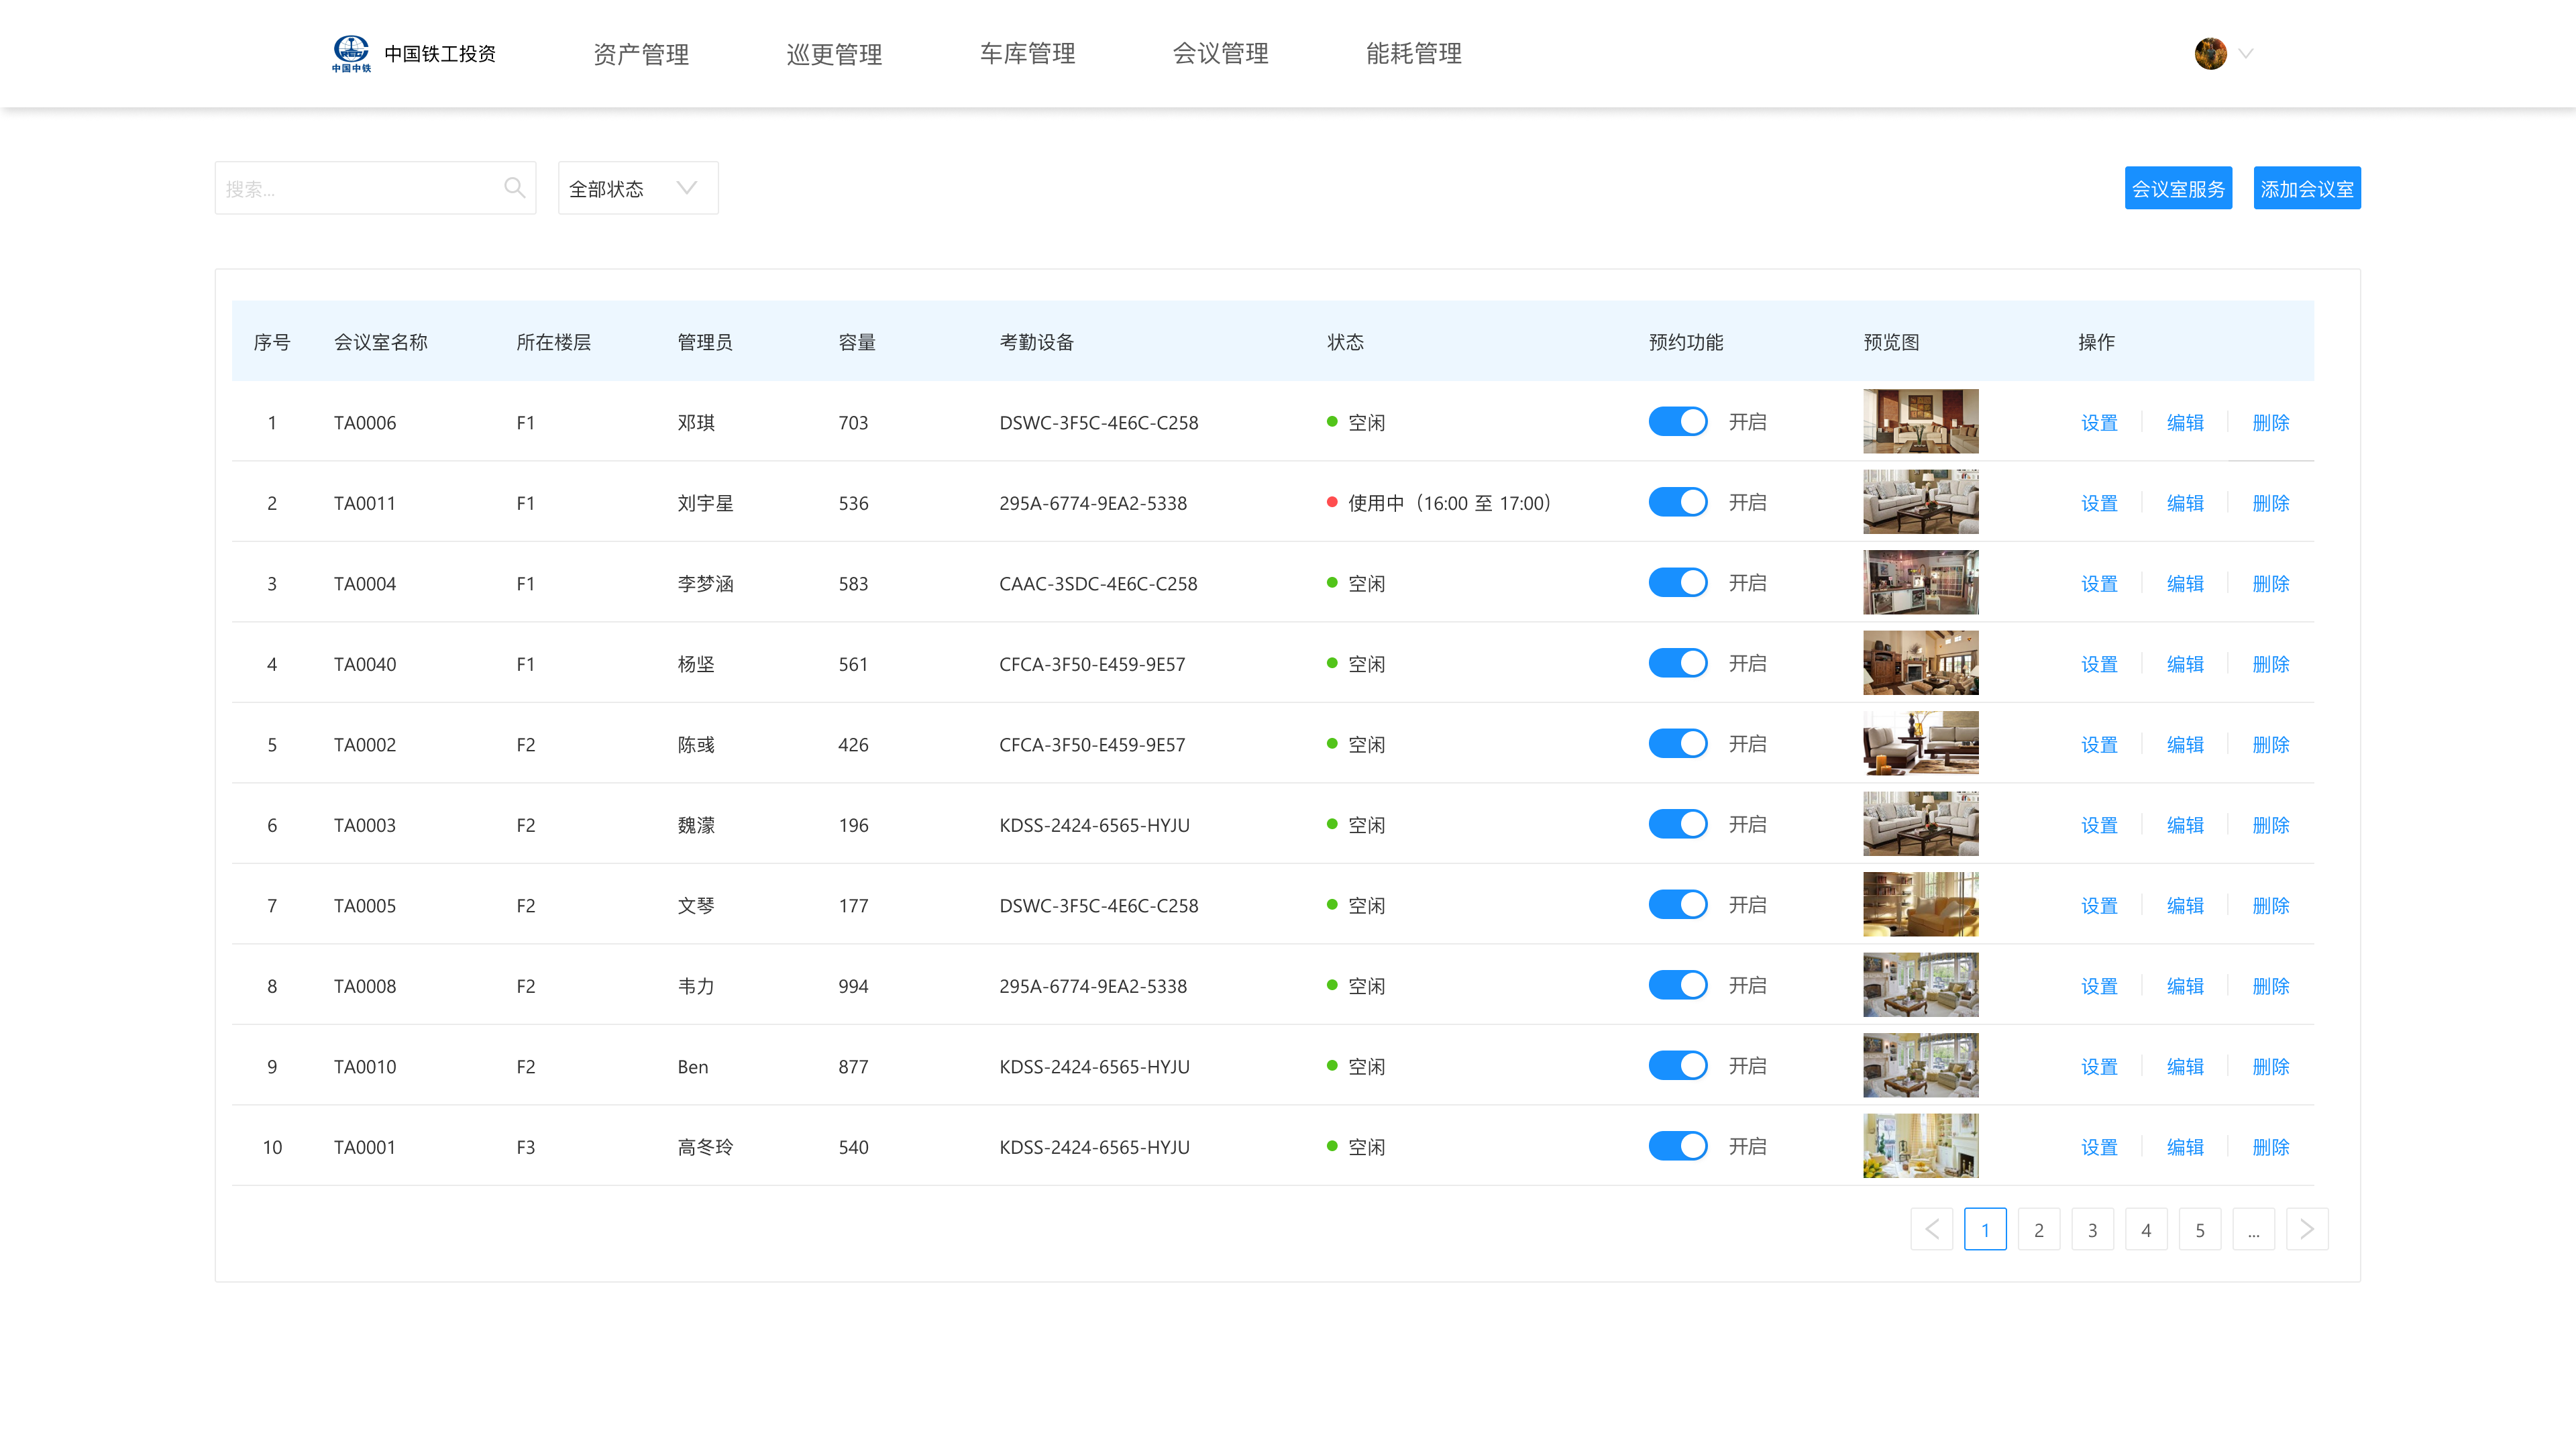 中国中铁 中国铁工投资 资产管理 巡更管理 车库管理 会议管理 能耗管理
搜索... 全部状态 会议室服务 添加会议室
序号 会议室名称 所在楼层 管理员 容量 考勤设备 状态 预约功能 预览图 操作
1 TA0006 F1 邓琪 703 DSWC-3F5C-4E6C-C258 空闲 开启 设置 编辑 删除
2 TA0011 F1 刘宇星 536 295A-6774-9EA2-5338 使用中（16:00 至 17:00） 开启 设置 编辑 删除
3 TA0004 F1 李梦涵 583 CAAC-3SDC-4E6C-C258 空闲 开启 设置 编辑 删除
4 TA0040 F1 杨坚 561 CFCA-3F50-E459-9E57 空闲 开启 设置 编辑 删除
5 TA0002 F2 陈彧 426 CFCA-3F50-E459-9E57 空闲 开启 设置 编辑 删除
6 TA0003 F2 魏濛 196 KDSS-2424-6565-HYJU 空闲 开启 设置 编辑 删除
7 TA0005 F2 文琴 177 DSWC-3F5C-4E6C-C258 空闲 开启 设置 编辑 删除
8 TA0008 F2 韦力 994 295A-6774-9EA2-5338 空闲 开启 设置 编辑 删除
9 TA0010 F2 Ben 877 KDSS-2424-6565-HYJU 空闲 开启 设置 编辑 删除
10 TA0001 F3 高冬玲 540 KDSS-2424-6565-HYJU 空闲 开启 设置 编辑 删除
1 2 3 4 5 ...